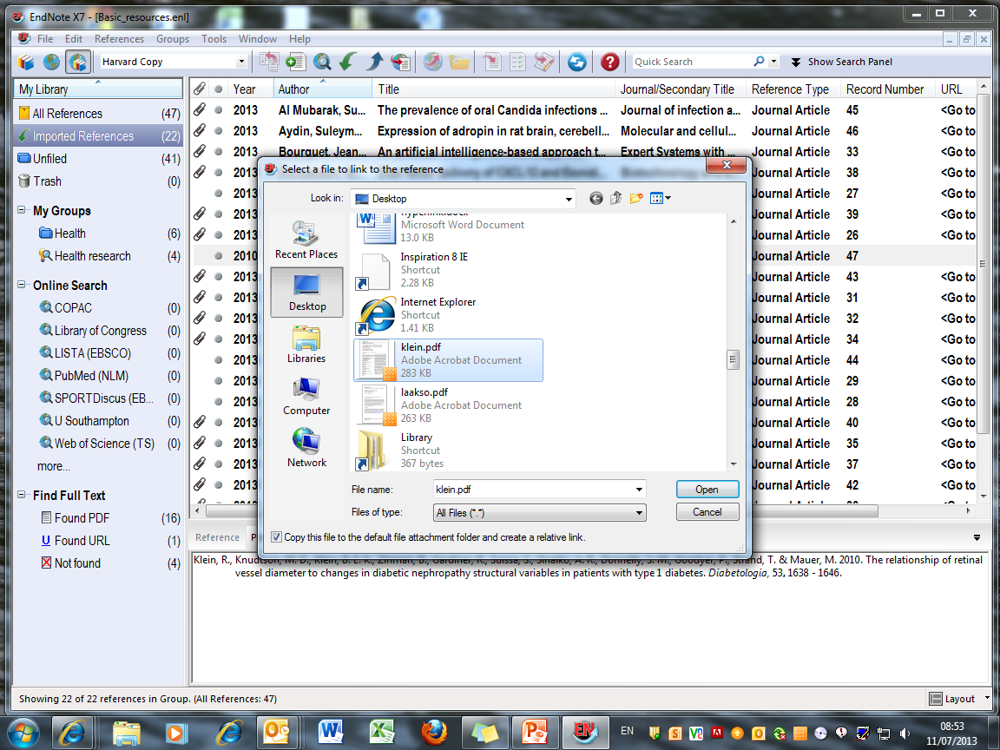 EndNote X7 - [Basic_resources.enl]
File Edit References Groups Tools Window Help
Harvard Copy
Quick Search
Show Search Panel
My Library
All References (47)
Imported References (22)
Unfiled (41)
Trash (0)
My Groups
Health (6)
Health research (4)
Online Search
COPAC (0)
Library of Congress (0)
LISTA (EBSCO) (0)
PubMed (NLM) (0)
SPORTDiscus (EB... (0)
U Southampton (0)
Web of Science (TS) (0)
more...
Find Full Text
Found PDF (16)
Found URL (1)
Not found (4)
Year Author Title Journal/Secondary Title Reference Type Record Number URL
2013 Al Mubarak, Su... The prevalence of oral Candida infections ... Journal of infection a... Journal Article 45 <Go to
2013 Aydin, Suleym... Expression of adropin in rat brain, cerebell... Molecular and cellul... Journal Article 46 <Go to
2013 Bourquet, Jean... An artificial intelligence-based approach t... Expert Systems with ... Journal Article 33 <Go to
2013 Journal Article 38 <Go to
2013 Journal Article 27 <Go to
2013 Journal Article 39 <Go to
2013 Journal Article 26 <Go to
2010 Journal Article 47
2013 Journal Article 43 <Go to
2013 Journal Article 31 <Go to
2013 Journal Article 32 <Go to
2013 Journal Article 34 <Go to
2013 Journal Article 44 <Go to
2013 Journal Article 29 <Go to
2013 Journal Article 28 <Go to
2013 Journal Article 40 <Go to
2013 Journal Article 35 <Go to
2013 Journal Article 37 <Go to
2013 Journal Article 42 <Go to
Select a file to link to the reference
Look in: Desktop
Recent Places
Desktop
Libraries
Computer
Network
hyperlink.docx
Microsoft Word Document
13.0 KB
Inspiration 8 IE
Shortcut
2.28 KB
Internet Explorer
Shortcut
1.41 KB
klein.pdf
Adobe Acrobat Document
283 KB
laakso.pdf
Adobe Acrobat Document
263 KB
Library
Shortcut
367 bytes
File name: klein.pdf Open
Files of type: All Files (*.*) Cancel
Copy this file to the default file attachment folder and create a relative link.
Reference P
Klein, R., Knudtson, M. D., Klein, B. E. K., Zinman, B., Gardiner, R., Suissa, S., Sinaiko, A. R., Donnelly, S. M., Goodyer, P., Strand, T. & Mauer, M. 2010. The relationship of retinal
vessel diameter to changes in diabetic nephropathy structural variables in patients with type 1 diabetes. Diabetologia, 53, 1638 - 1646.
Showing 22 of 22 references in Group. (All References: 47)
Layout
EN
08:53
11/07/2013